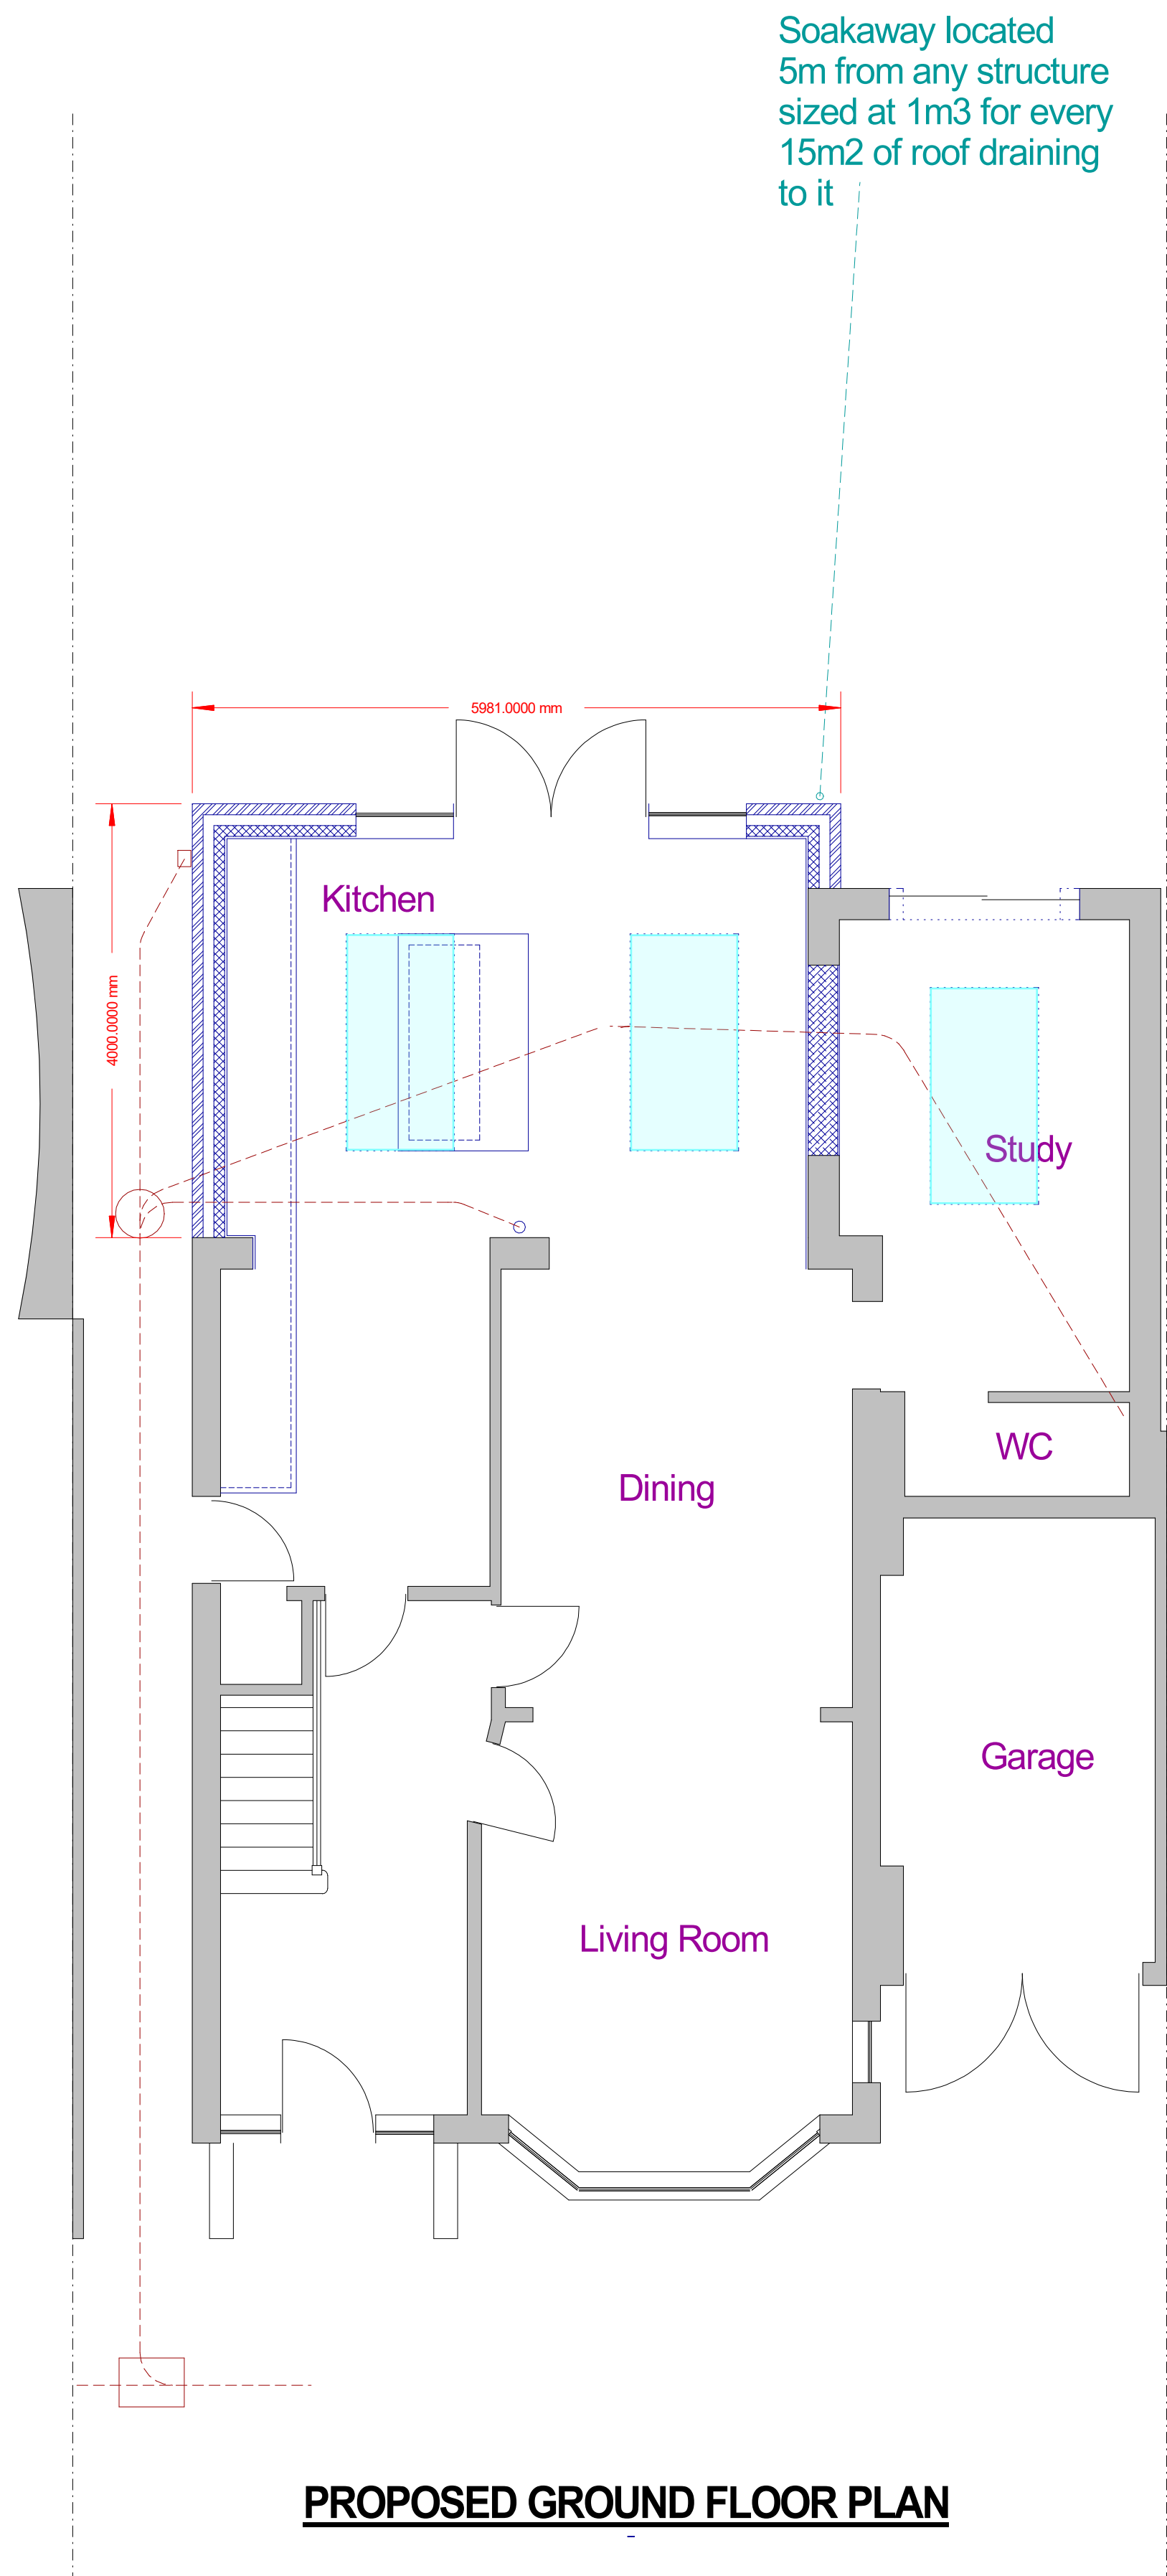 Soakaway located
5m from any structure
sized at 1m3 for every
15m2 of roof draining
to it
5981.0000 mm
Kitchen
4000.0000 mm
Study
WC
Dining
Garage
Living Room
PROPOSED GROUND FLOOR PLAN